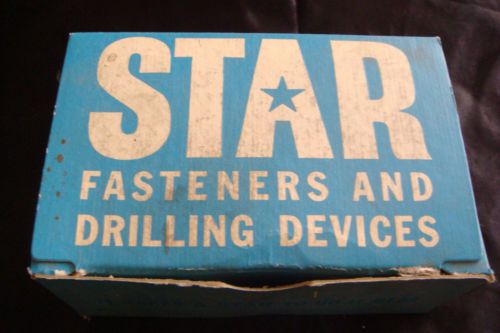 STAR
FASTENERS AND
DRILLING DEVICES